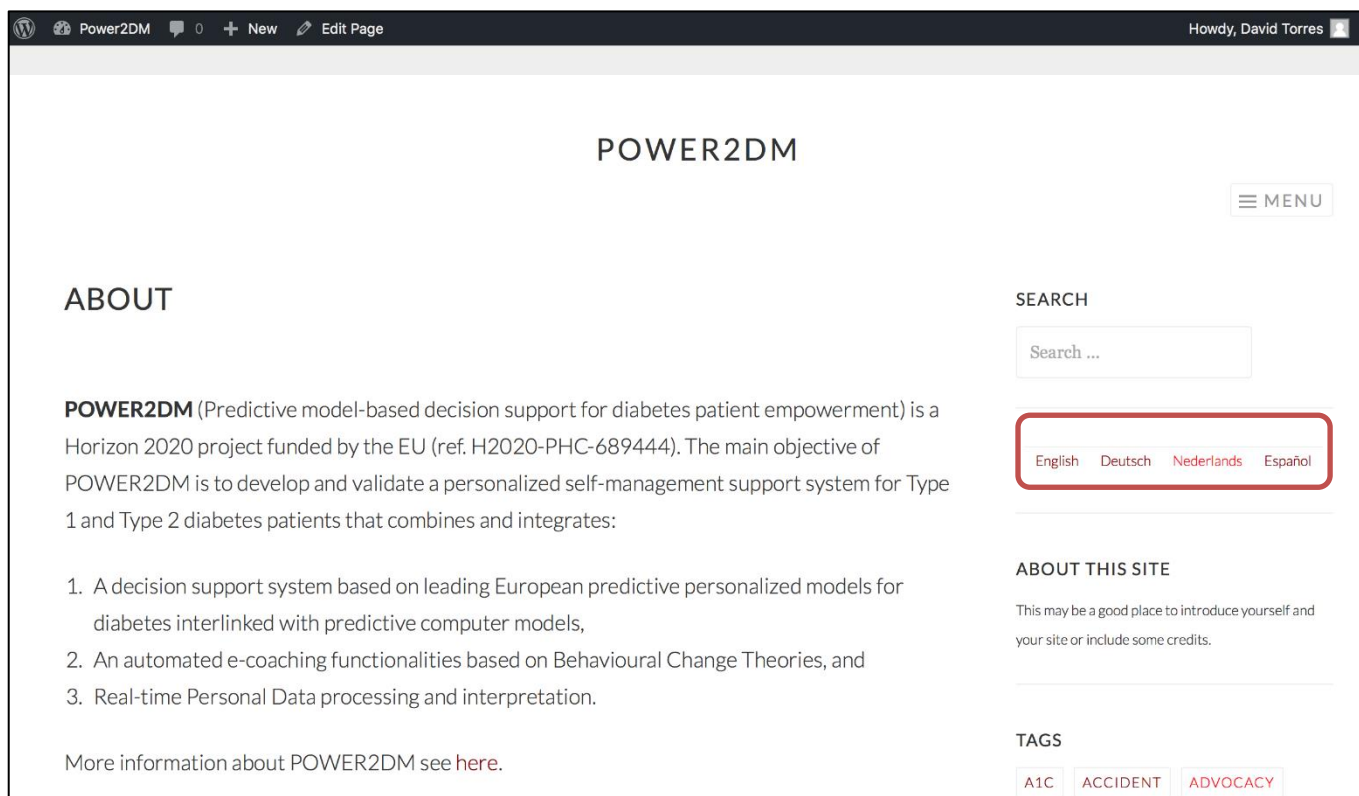 Power2DM 0 + New Edit Page Howdy, David Torres
POWER2DM
MENU
ABOUT
POWER2DM (Predictive model-based decision support for diabetes patient empowerment) is a
Horizon 2020 project funded by the EU (ref. H2020-PHC-689444). The main objective of
POWER2DM is to develop and validate a personalized self-management support system for Type
1 and Type 2 diabetes patients that combines and integrates:
1. A decision support system based on leading European predictive personalized models for
diabetes interlinked with predictive computer models,
2. An automated e-coaching functionalities based on Behavioural Change Theories, and
3. Real-time Personal Data processing and interpretation.
More information about POWER2DM see here.
SEARCH
Search ...
English Deutsch Nederlands Español
ABOUT THIS SITE
This may be a good place to introduce yourself and
your site or include some credits.
TAGS
A1C ACCIDENT ADVOCACY